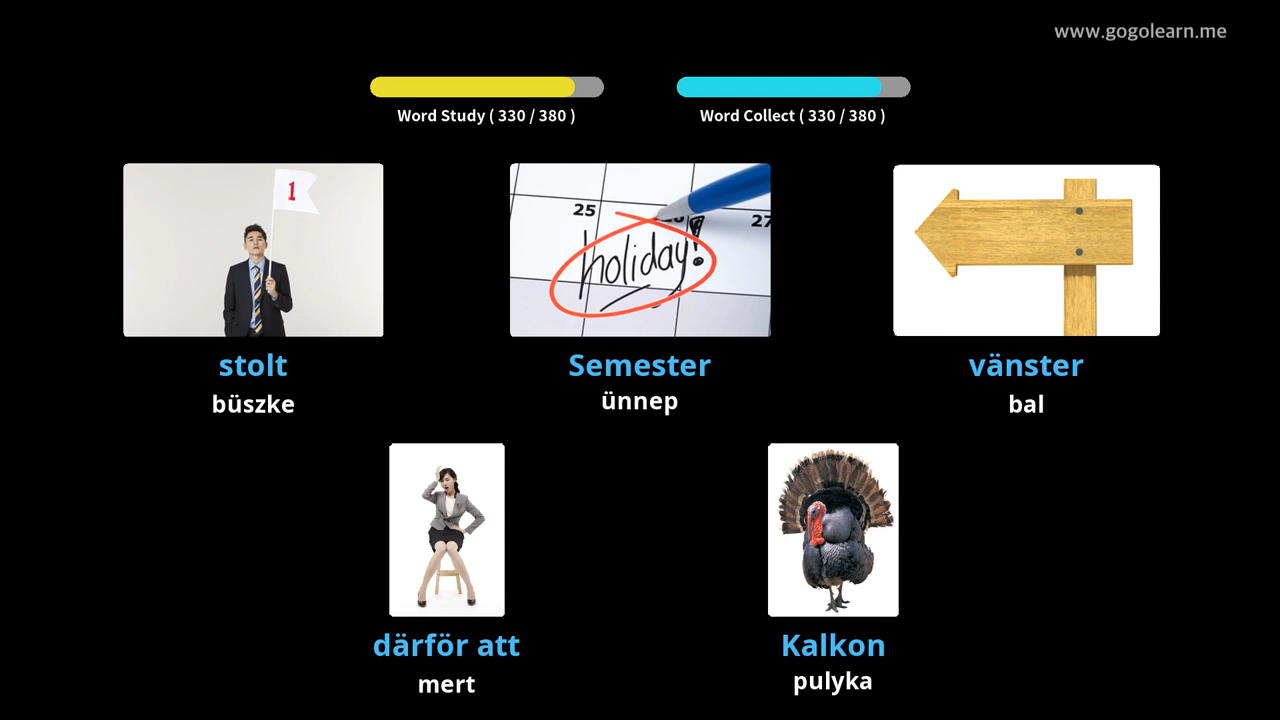 www.gogolearn.me
Word Study ( 330 / 380 )
Word Collect ( 330 / 380 )
1
25
27
holiday!
stolt
Semester
vänster
büszke
ünnep
bal
därför att
Kalkon
mert
pulyka